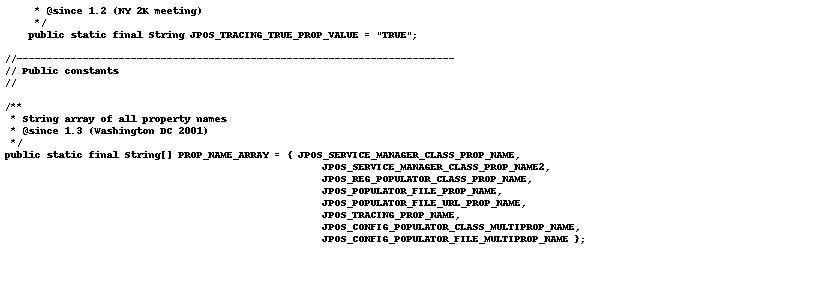 * @since 1.2 (NY 2K meeting)
*/
public static final String JPOS_TRACING_TRUE_PROP_VALUE = "TRUE";
//-------------------------------------------------------------------------
// Public constants
//
/**
* String array of all property names
* @since 1.3 (Washington DC 2001)
*/
public static final String[] PROP_NAME_ARRAY = { JPOS_SERVICE_MANAGER_CLASS_PROP_NAME,
JPOS_SERVICE_MANAGER_CLASS_PROP_NAME2,
JPOS_REG_POPULATOR_CLASS_PROP_NAME,
JPOS_POPULATOR_FILE_PROP_NAME,
JPOS_POPULATOR_FILE_URL_PROP_NAME,
JPOS_TRACING_PROP_NAME,
JPOS_CONFIG_POPULATOR_CLASS_MULTIPROP_NAME,
JPOS_CONFIG_POPULATOR_FILE_MULTIPROP_NAME };